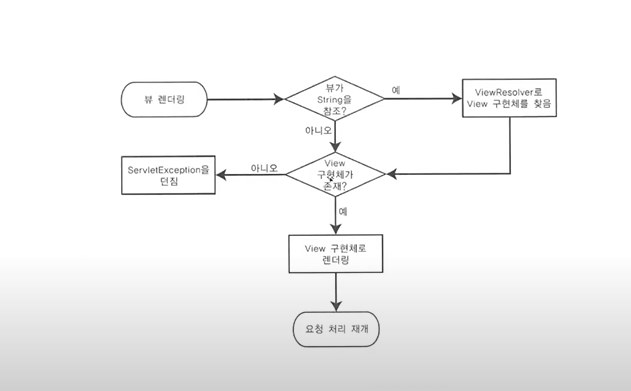 뷰 렌더링
뷰가
String을
참조?
예
ViewResolver로
View 구현체를 찾음
아니오
ServletException을
던짐
아니오
View
구현체가
존재?
예
View 구현체로
렌더링
요청 처리 재개